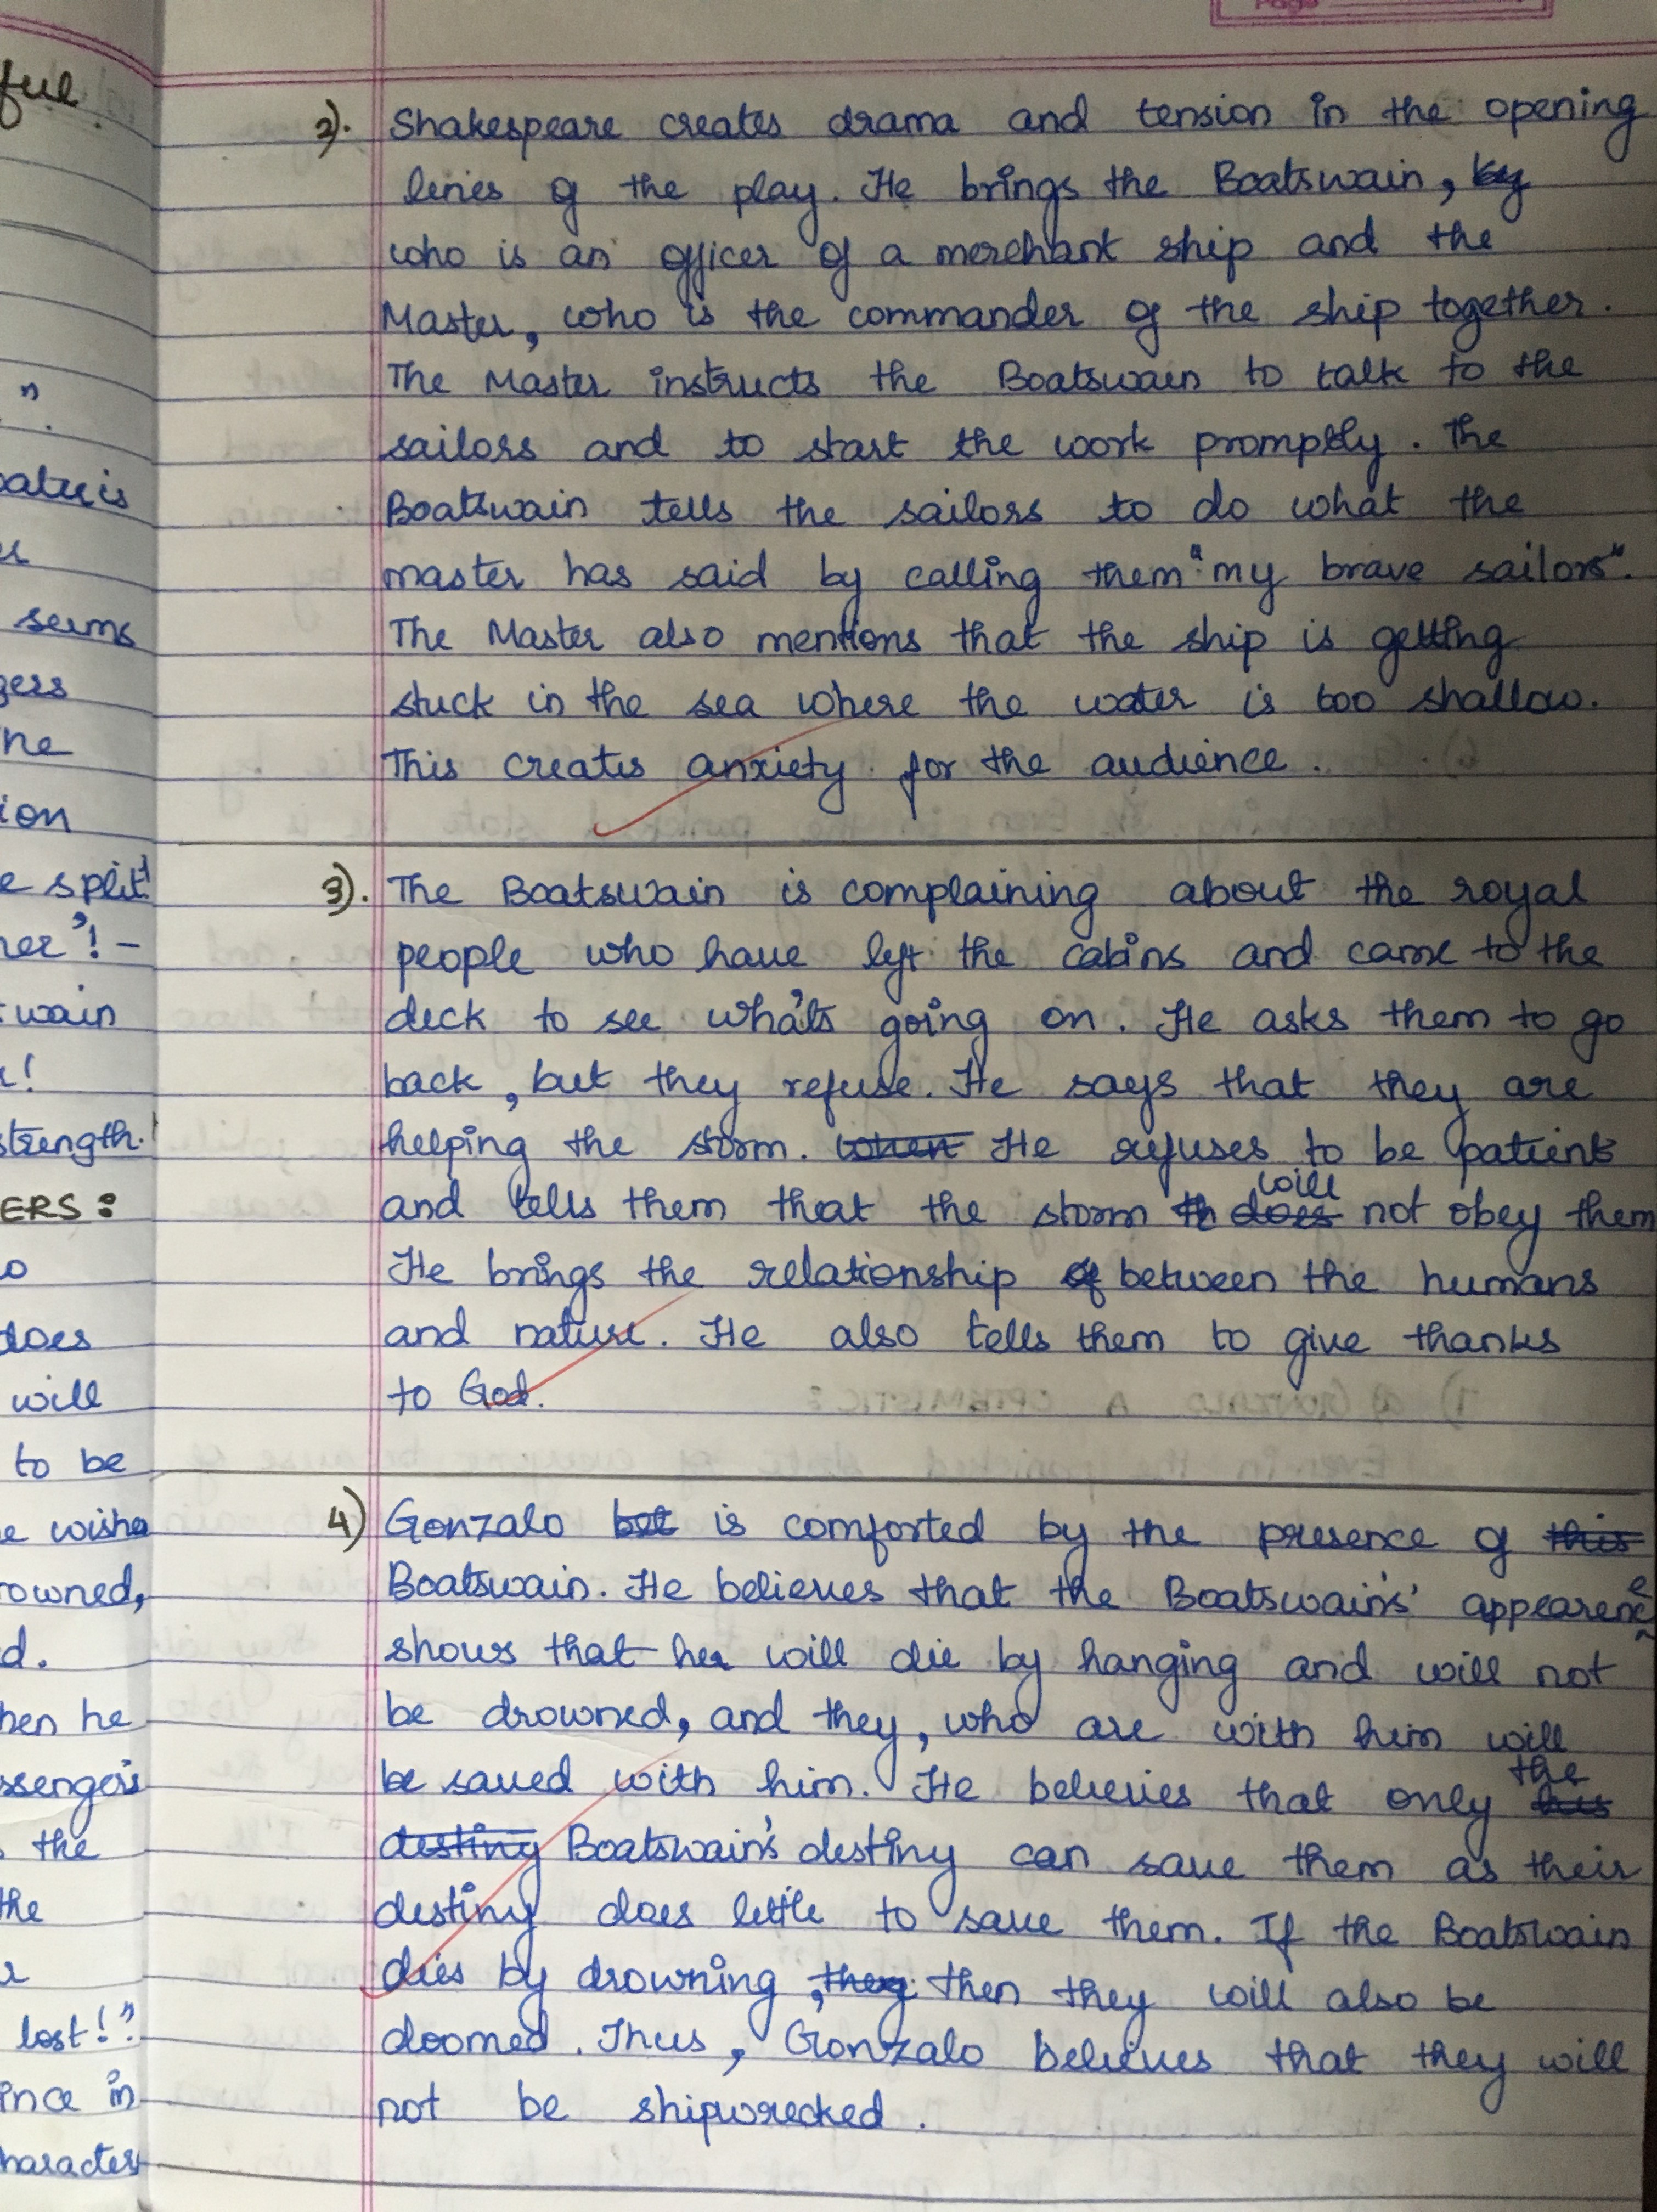 Page
ful
"
".
seems
gers
he
ion
e split!
her"! -
wain
strength!
ERS:
does
will
to be
e wishe
rowned,
d.
hen he
ssengers
the
the
lost!".
ince in
haracter
2). Shakespeare creates drama and tension in the opening
lines of the play. He brings the Boatswain, by
who is an officer of a merchant ship and the
Master, who is the commander of the ship together.
The Master instructs the Boatswain to talk to the
sailors and to start the work promptly. The
Boatswain tells the sailors to do what the
master has said by calling them "my brave sailors".
The Master also mentions that the ship is getting
stuck in the sea where the water is too shallow.
This creates anxiety for the audience.
3). The Boatswain is complaining about the royal
people who have left the cabins and came to the
deck to see what's going on. He asks them to go
back, but they refuse. He says that they are
helping the storm. when He refuses to be patient
and tells them that the storm th does will not obey them
He brings the relationship of between the humans
and nature. He also tells them to give thanks
to God.
4) Gonzalo bot is comforted by the presence of this
Boatswain. He believes that the Boatswain's' appearence
shows that he will die by hanging and will not
be drowned, and they, who are with him will
be saved with him. He believes that only his the
destiny Boatswain's destiny can save them as their
destiny does little to save them. If the Boatswain
dies by drowning, they then they will also be
doomed. Thus, Gonzalo believes that they will
not be shipwrecked.